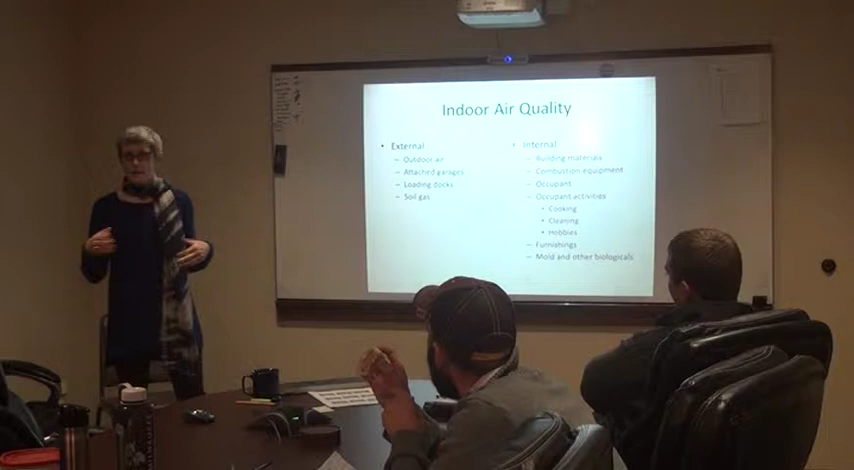 Indoor Air Quality
• External
– Outdoor air
– Attached garages
– Loading docks
– Soil gas
• Internal
– Building materials
– Combustion equipment
– Occupant
– Occupant activities
• Cooking
• Cleaning
• Hobbies
– Furnishings
– Mold and other biologicals